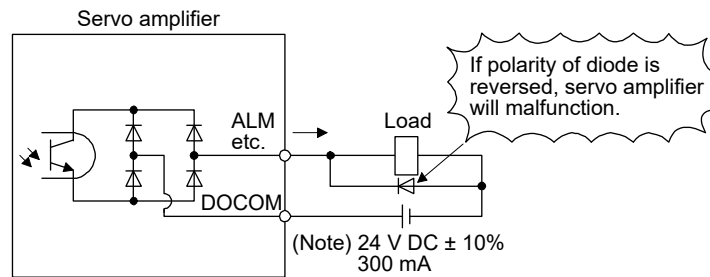 Servo amplifier
If polarity of diode is
reversed, servo amplifier
will malfunction.
ALM
etc.
Load
DOCOM
(Note) 24 V DC ± 10%
300 mA